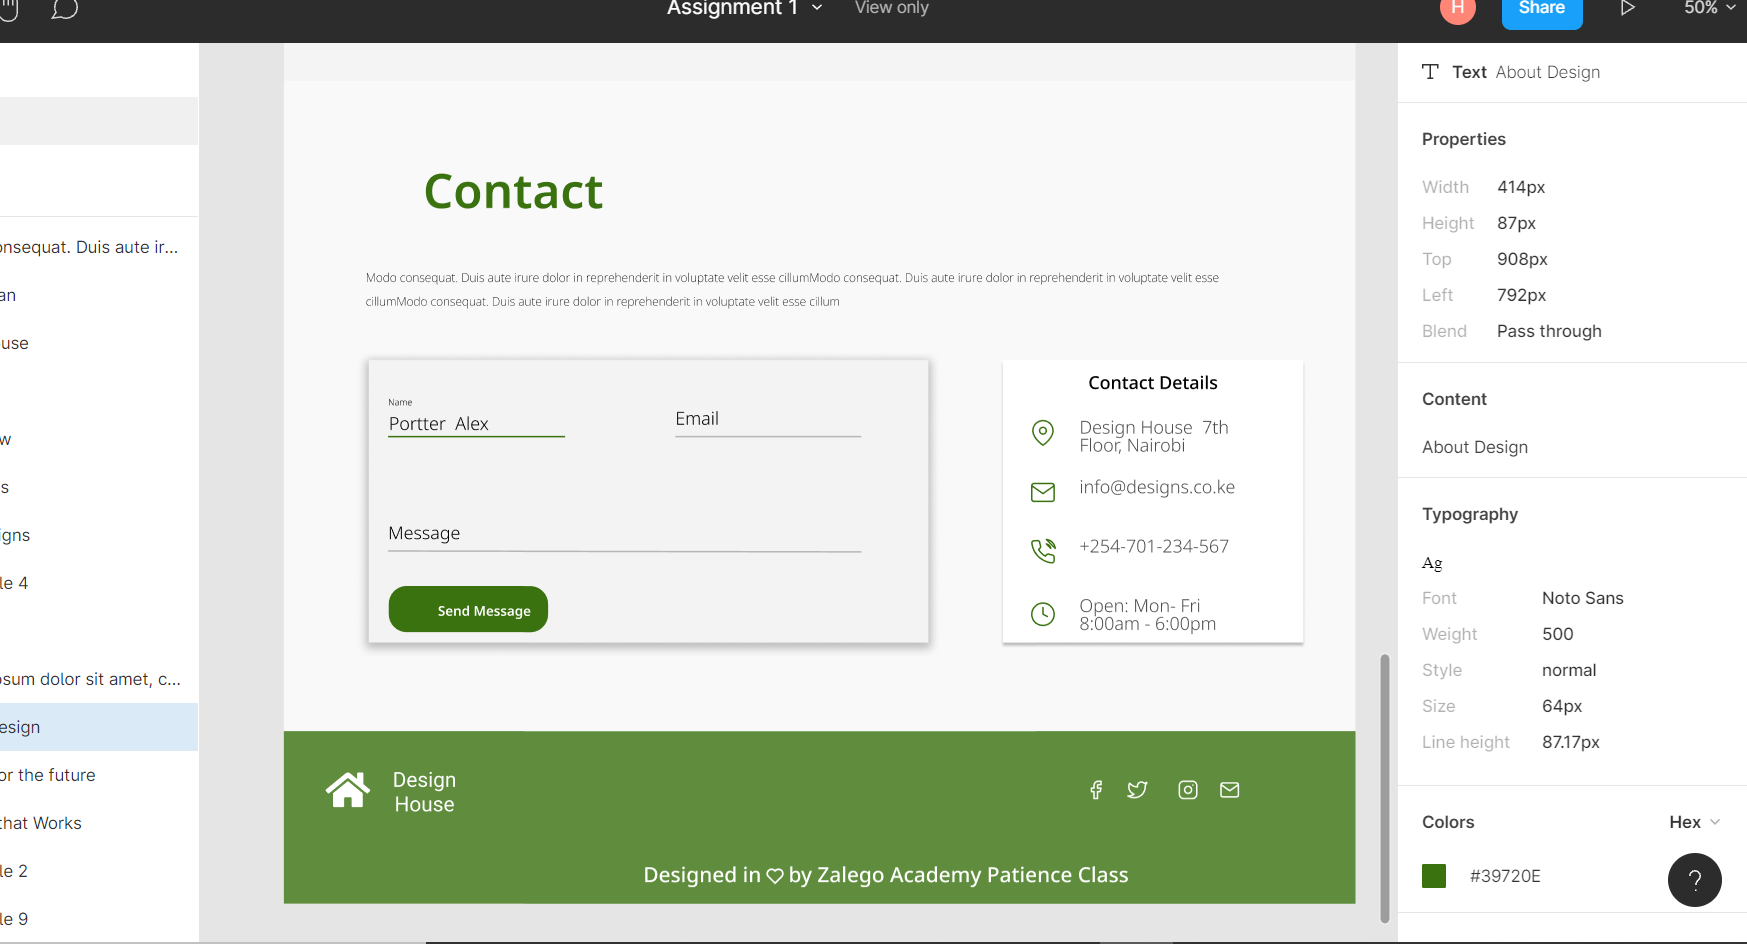 Assignment 1
View only
H
Share
50%
onsequat. Duis aute ir...
an
use
w
s
igns
le 4
osum dolor sit amet, c...
esign
or the future
that Works
le 2
le 9
Contact
Modo consequat. Duis aute irure dolor in reprehenderit in voluptate velit esse cillumModo consequat. Duis aute irure dolor in reprehenderit in voluptate velit esse
cillumModo consequat. Duis aute irure dolor in reprehenderit in voluptate velit esse cillum
Name
Portter Alex
Email
Message
Send Message
Contact Details
Design House 7th
Floor, Nairobi
info@designs.co.ke
+254-701-234-567
Open: Mon- Fri
8:00am - 6:00pm
Design
House
Designed in ♡ by Zalego Academy Patience Class
T Text About Design
Properties
Width 414px
Height 87px
Top 908px
Left 792px
Blend Pass through
Content
About Design
Typography
Ag
Font Noto Sans
Weight 500
Style normal
Size 64px
Line height 87.17px
Colors Hex
#39720E
?